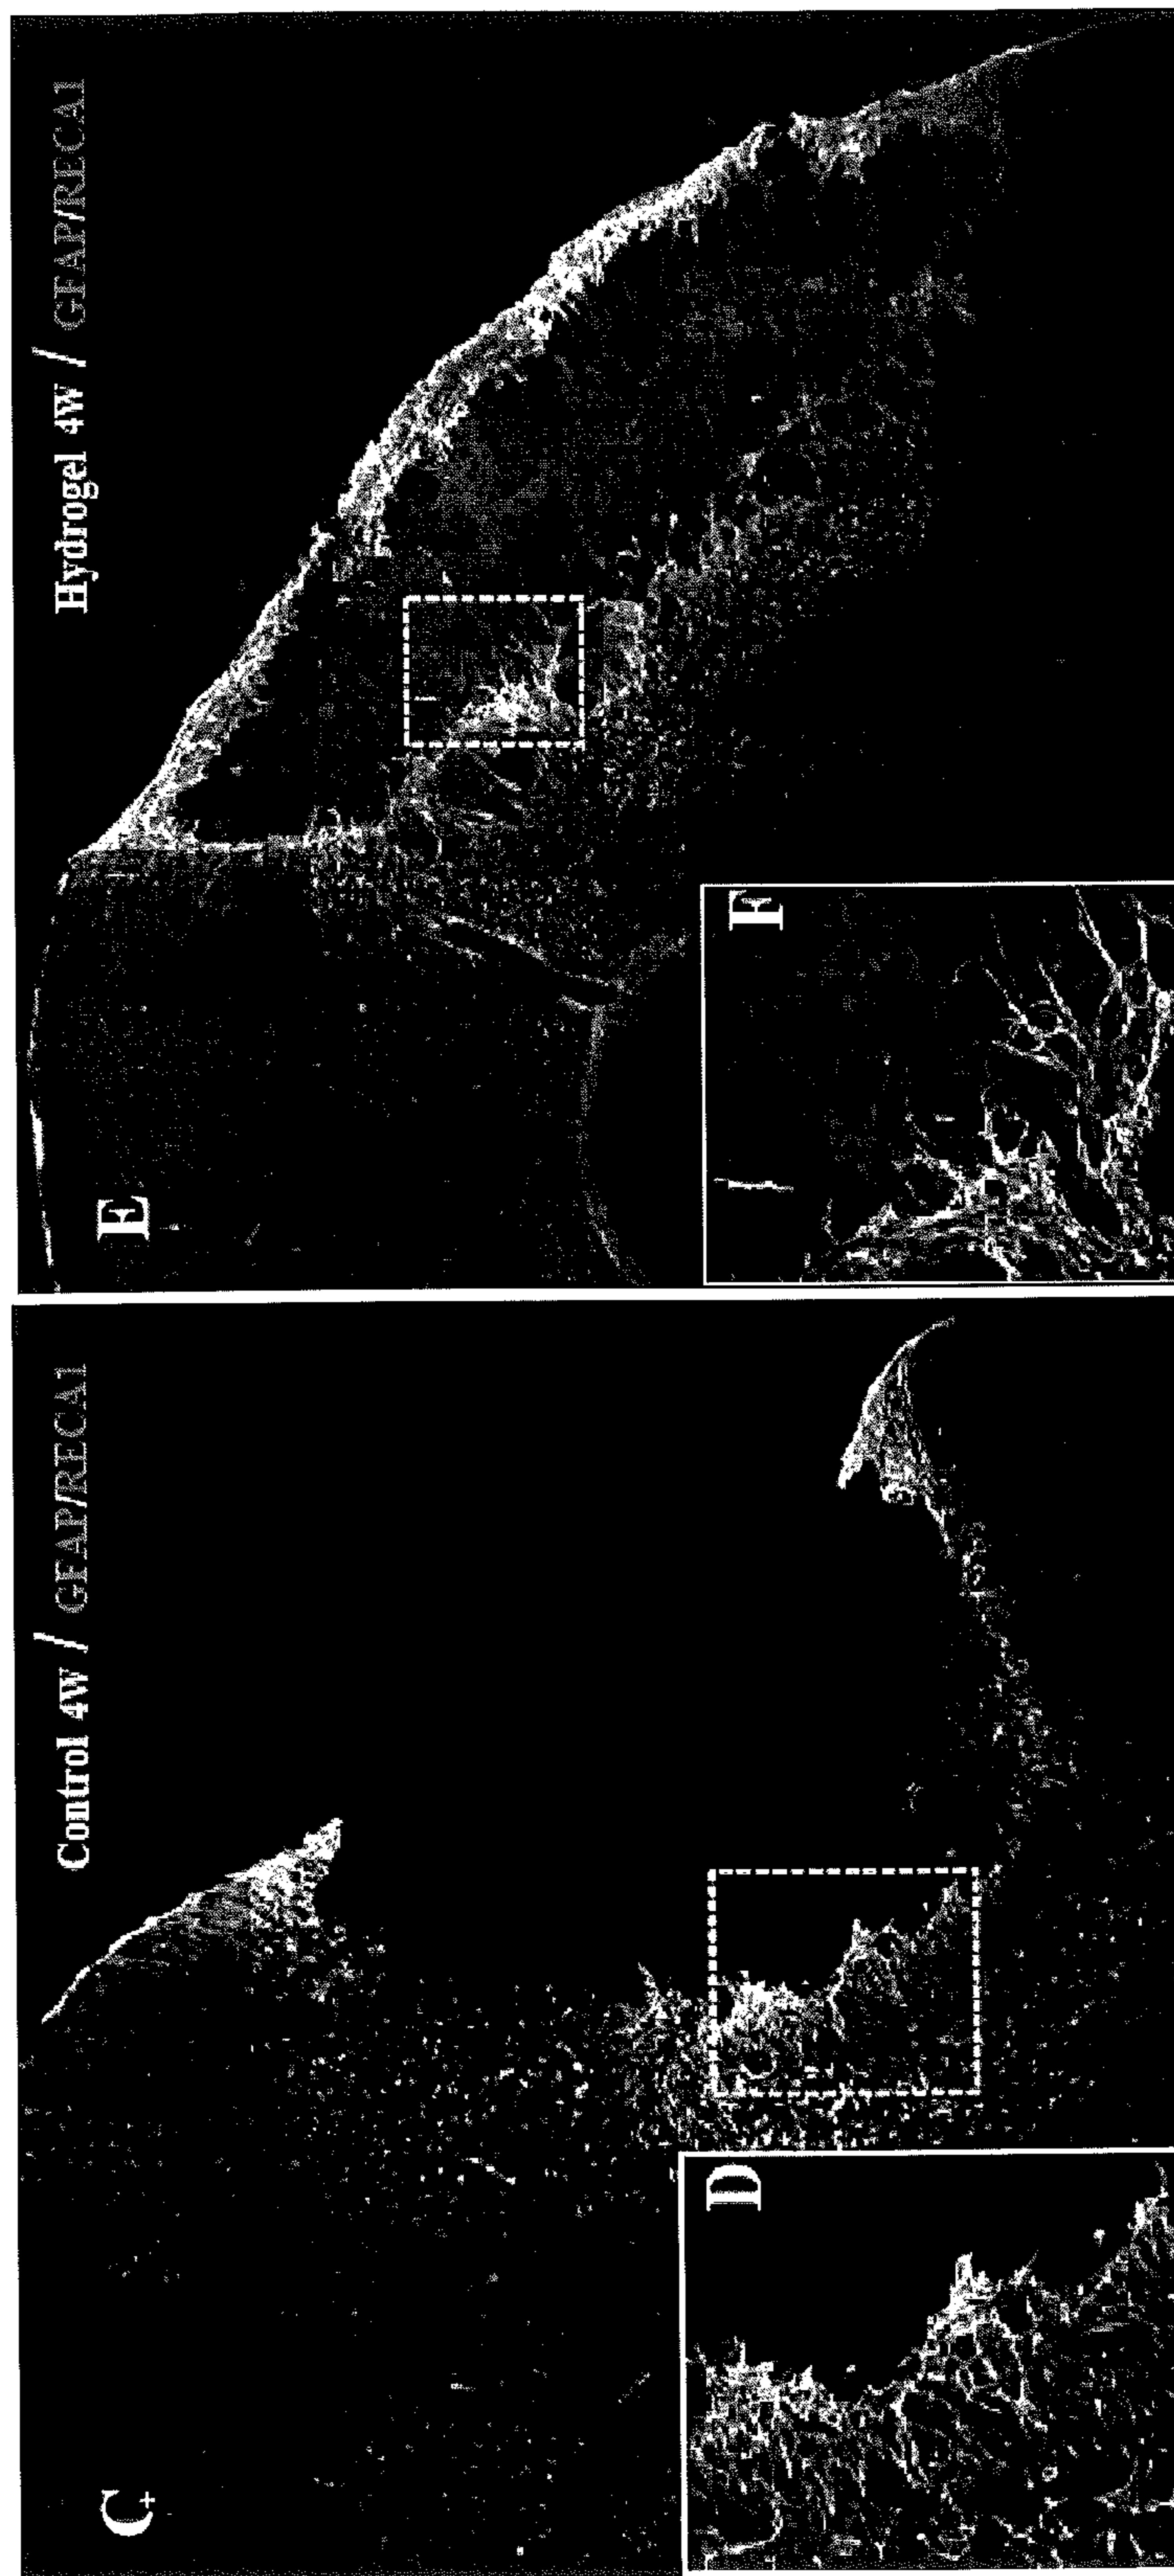 C+
Control 4W / GFAP/RECA1
D
E
Hydrogel 4W / GFAP/RECA1
F